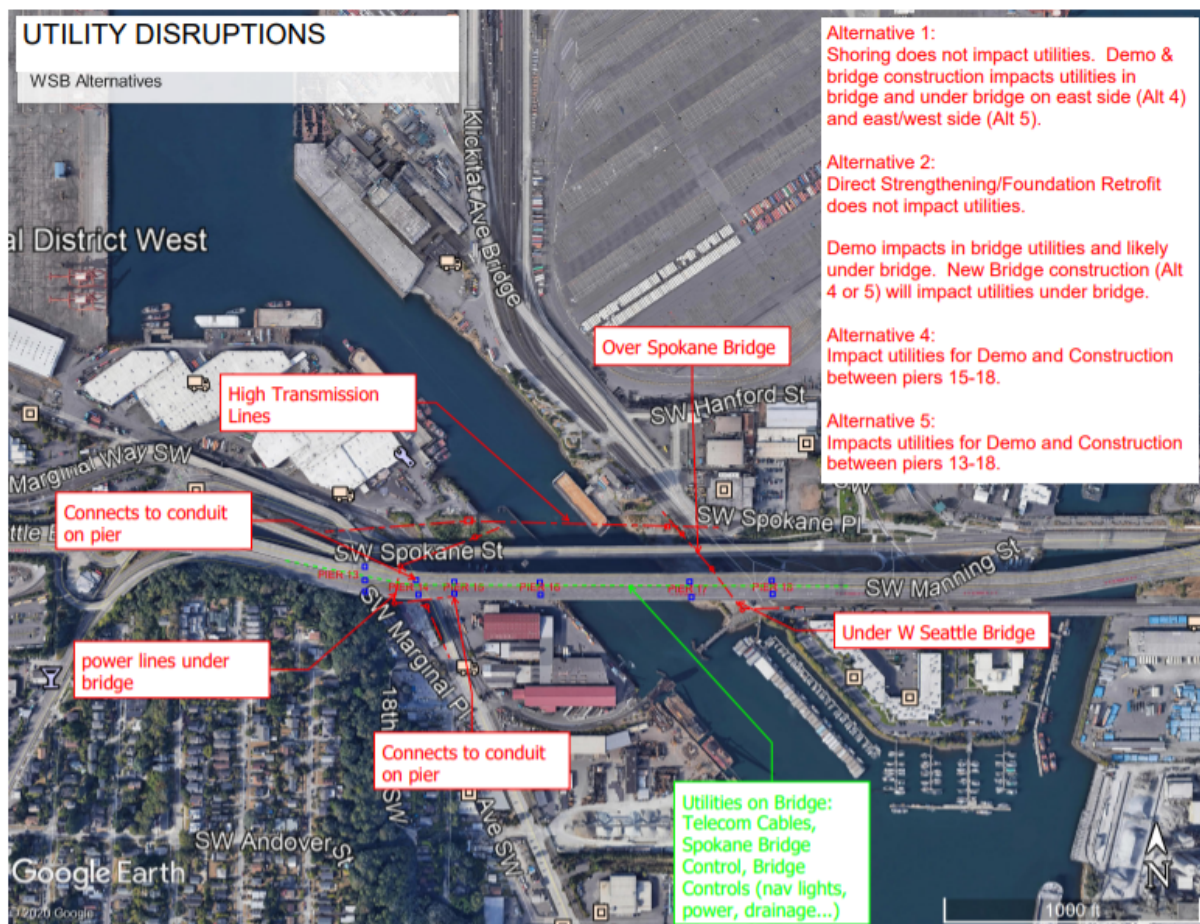 UTILITY DISRUPTIONS
WSB Alternatives
Alternative 1:
Shoring does not impact utilities. Demo &
bridge construction impacts utilities in
bridge and under bridge on east side (Alt 4)
and east/west side (Alt 5).
Alternative 2:
Direct Strengthening/Foundation Retrofit
does not impact utilities.
Demo impacts in bridge utilities and likely
under bridge. New Bridge construction (Alt
4 or 5) will impact utilities under bridge.
Alternative 4:
Impact utilities for Demo and Construction
between piers 15-18.
Alternative 5:
Impacts utilities for Demo and Construction
between piers 13-18.
Klickitat Ave Bridge
al District West
Over Spokane Bridge
High Transmission
Lines
SW Hanford St
Marginal Way SW
SW
Connects to conduit
on pier
SW Spokane Pl
SW Spokane St
SW Manning St
PIER 13
PIER 14
PIER 15
PIER 16
PIER 17
PIER 18
SW Marginal Pl
Under W Seattle Bridge
power lines under
bridge
18th
SW
Connects to conduit
on pier
Ave SW
Utilities on Bridge:
Telecom Cables,
Spokane Bridge
Control, Bridge
Controls (nav lights,
power, drainage...)
SW Andover St
Google Earth
©2020 Google
N
1000 ft